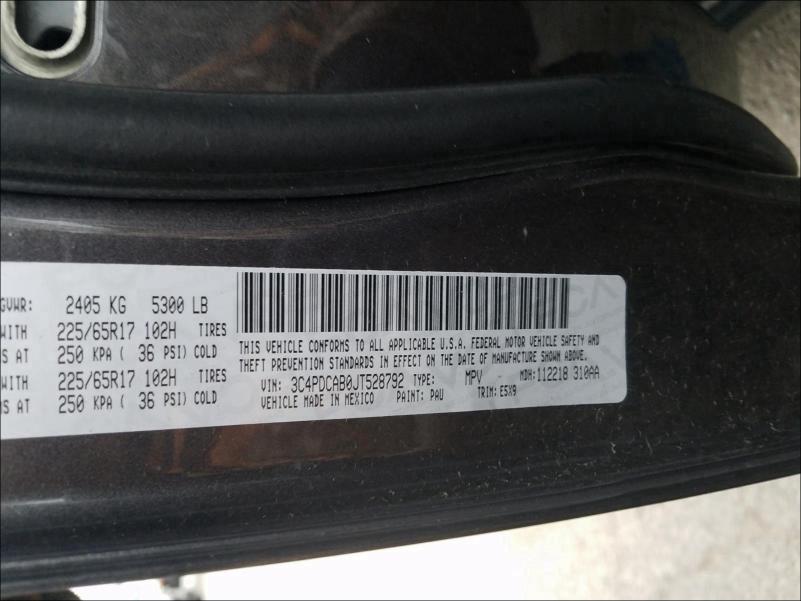 GVWR: 2405 KG 5300 LB
WITH 225/65R17 102H TIRES
MS AT 250 KPA ( 36 PSI) COLD
WITH 225/65R17 102H TIRES
MS AT 250 KPA ( 36 PSI) COLD
THIS VEHICLE CONFORMS TO ALL APPLICABLE U.S.A. FEDERAL MOTOR VEHICLE SAFETY AND
THEFT PREVENTION STANDARDS IN EFFECT ON THE DATE OF MANUFACTURE SHOWN ABOVE.
VIN: 3C4PDCAB0JT528792 TYPE: MPV MDH: 112218 310AA
VEHICLE MADE IN MEXICO PAINT: PAU TRIM: E5X9